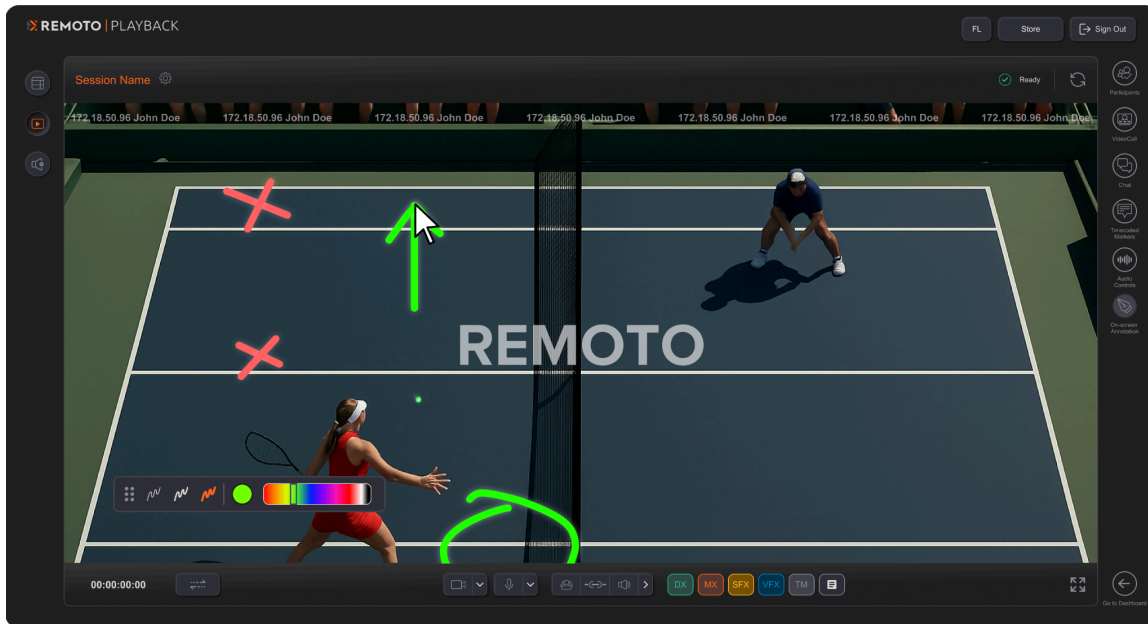 REMOTO | PLAYBACK
FL
Store
Sign Out
Session Name
Ready
172.18.50.96 John Doe 172.18.50.96 John Doe 172.18.50.96 John Doe 172.18.50.96 John Doe 172.18.50.96 John Doe 172.18.50.96 John Doe 172.18.50.96 John Doe
REMOTO
Participants
VideoCall
Chat
Timecoded
Markers
Audio
Controls
On-screen
Annotation
00:00:00:00
DX
MX
SFX
VFX
TM
Go to Dashboard